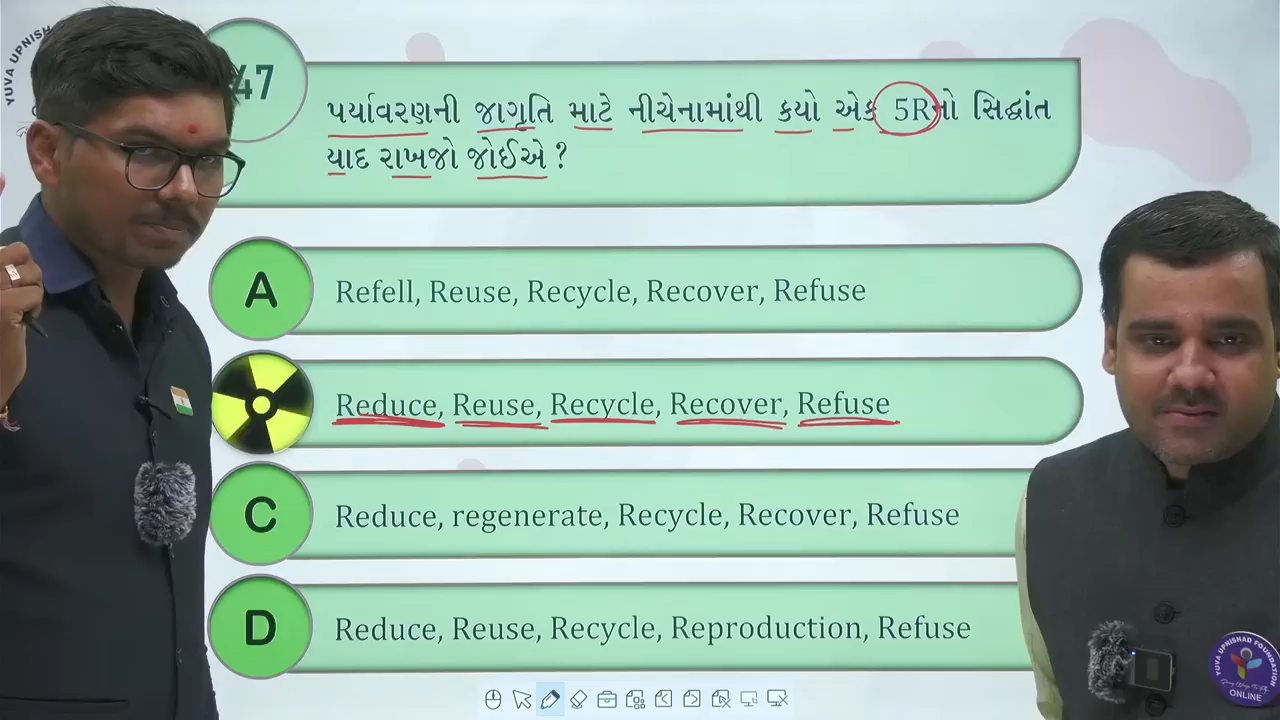 YUVA UPNISH
47
પર્યાવરણની જાગૃતિ માટે નીચેનામાંથી કયો એક 5Rનો સિદ્ધાંત
યાદ રાખજો જોઈએ ?
A
Refell, Reuse, Recycle, Recover, Refuse
Reduce, Reuse, Recycle, Recover, Refuse
C
Reduce, regenerate, Recycle, Recover, Refuse
D
Reduce, Reuse, Recycle, Reproduction, Refuse
YUVA UPNISHAD FOUNDATION
ONLINE